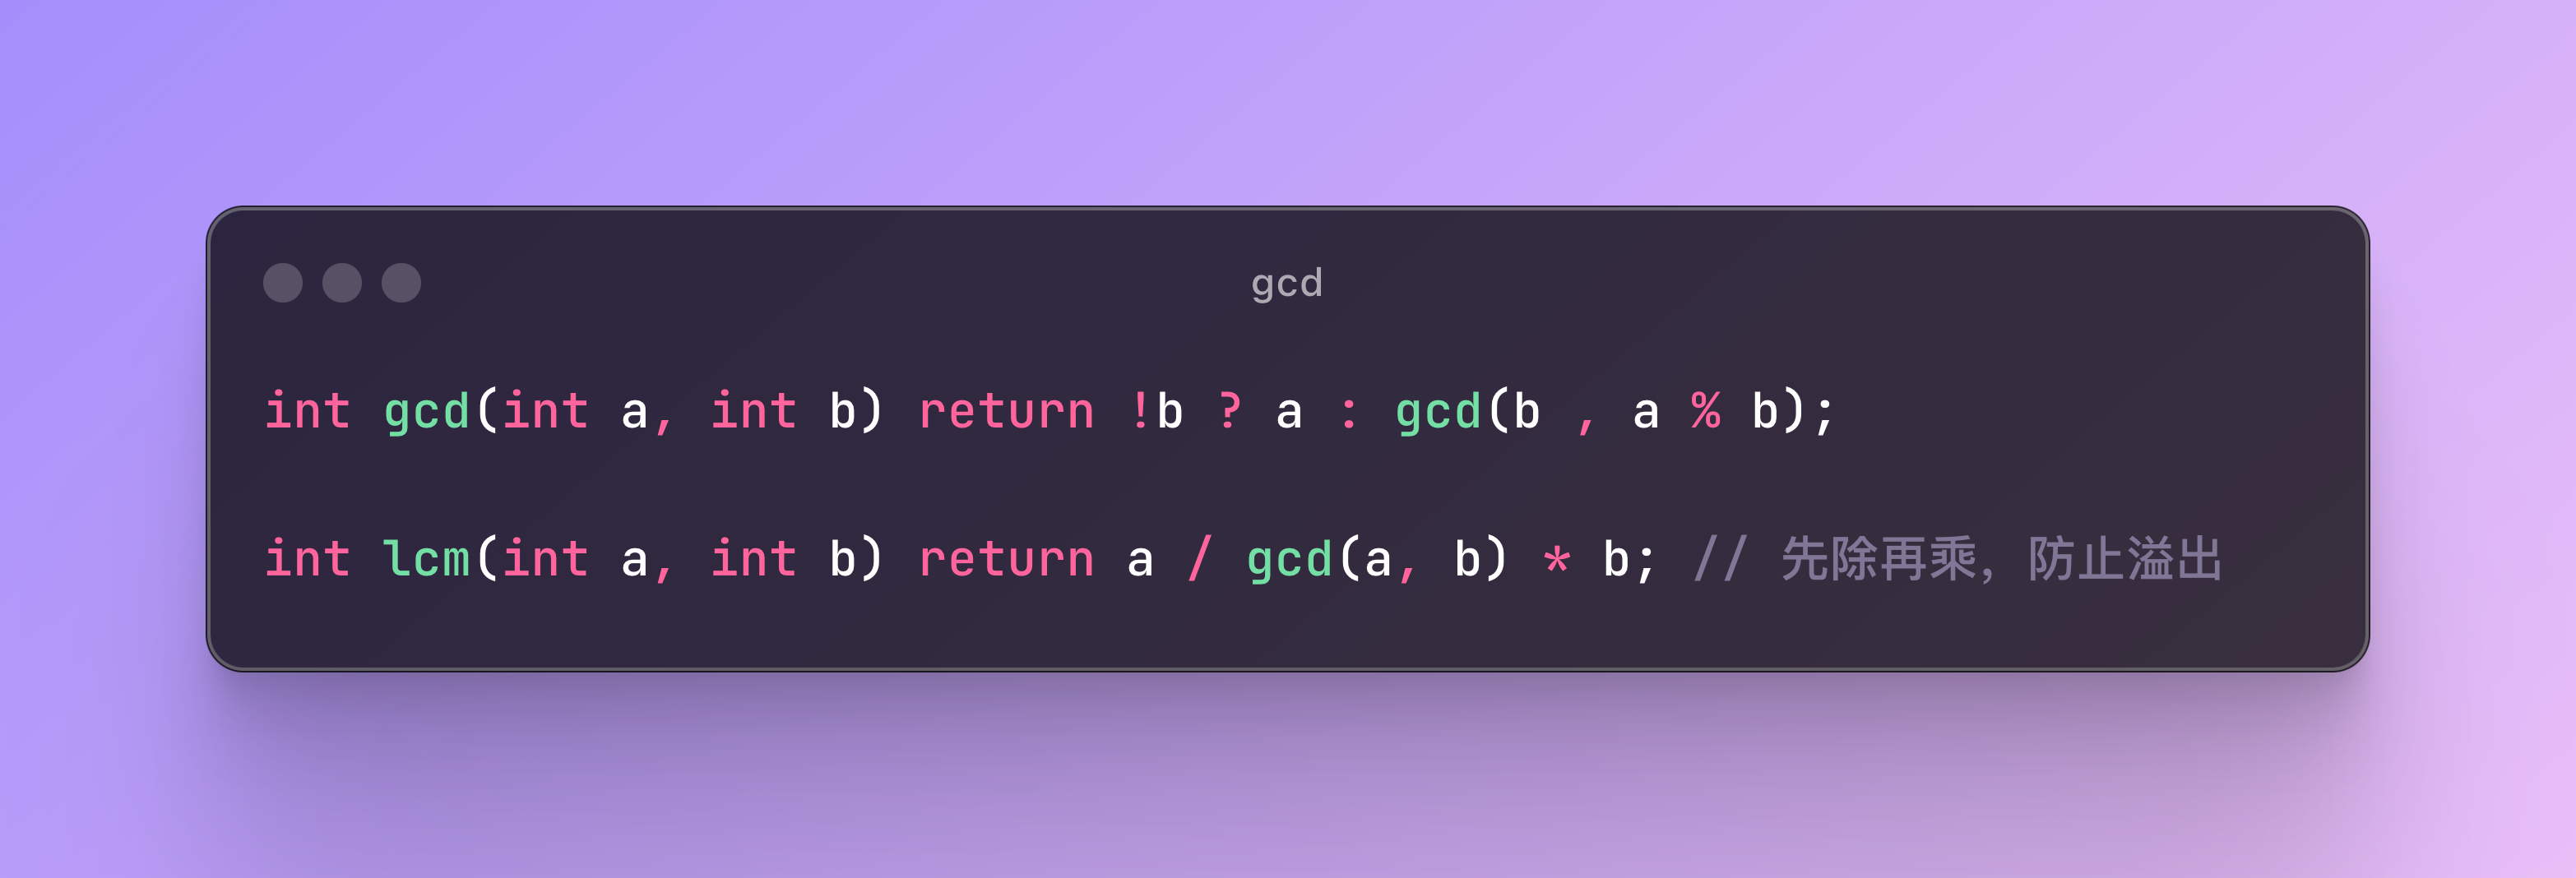 gcd
int gcd(int a, int b) return !b ? a : gcd(b , a % b);
int lcm(int a, int b) return a / gcd(a, b) * b; // 先除再乘，防止溢出